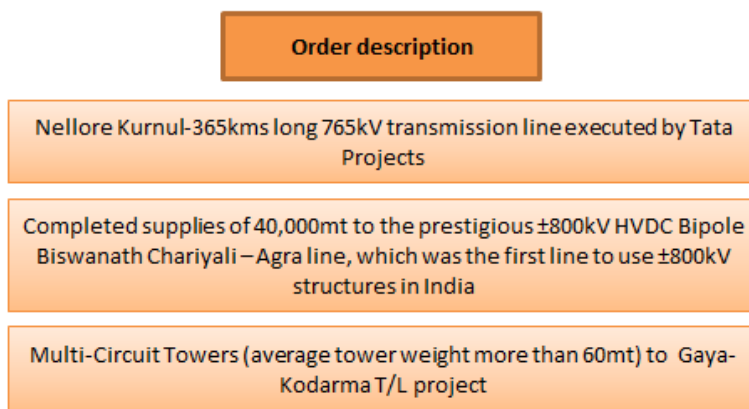 Order description
Nellore Kurnul-365kms long 765kV transmission line executed by Tata
Projects
Completed supplies of 40,000mt to the prestigious ±800kV HVDC Bipole
Biswanath Chariyali – Agra line, which was the first line to use ±800kV
structures in India
Multi-Circuit Towers (average tower weight more than 60mt) to Gaya-
Kodarma T/L project